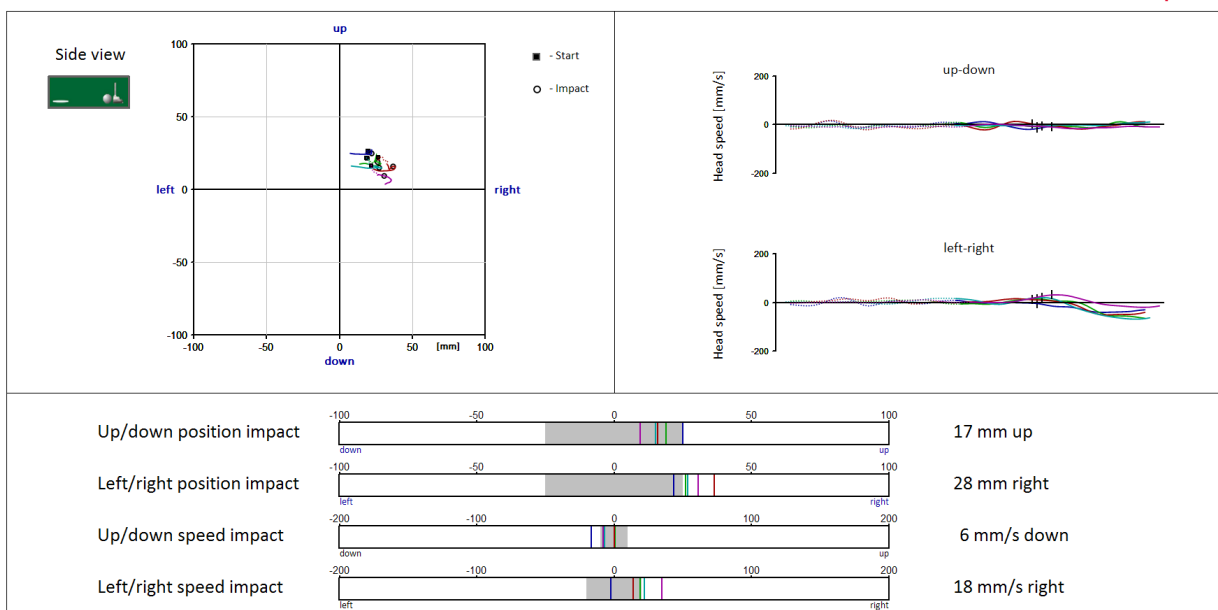 up
Side view
100
50
left 0
-50
-100
-100
-50
0
50
[mm]
100
down
right
- Start
- Impact
up-down
Head speed [mm/s]
200
0
-200
left-right
Head speed [mm/s]
200
0
-200
Up/down position impact
-100
-50
0
50
100
down
up
17 mm up
Left/right position impact
-100
-50
0
50
100
left
right
28 mm right
Up/down speed impact
-200
-100
0
100
200
down
up
6 mm/s down
Left/right speed impact
-200
-100
0
100
200
left
right
18 mm/s right